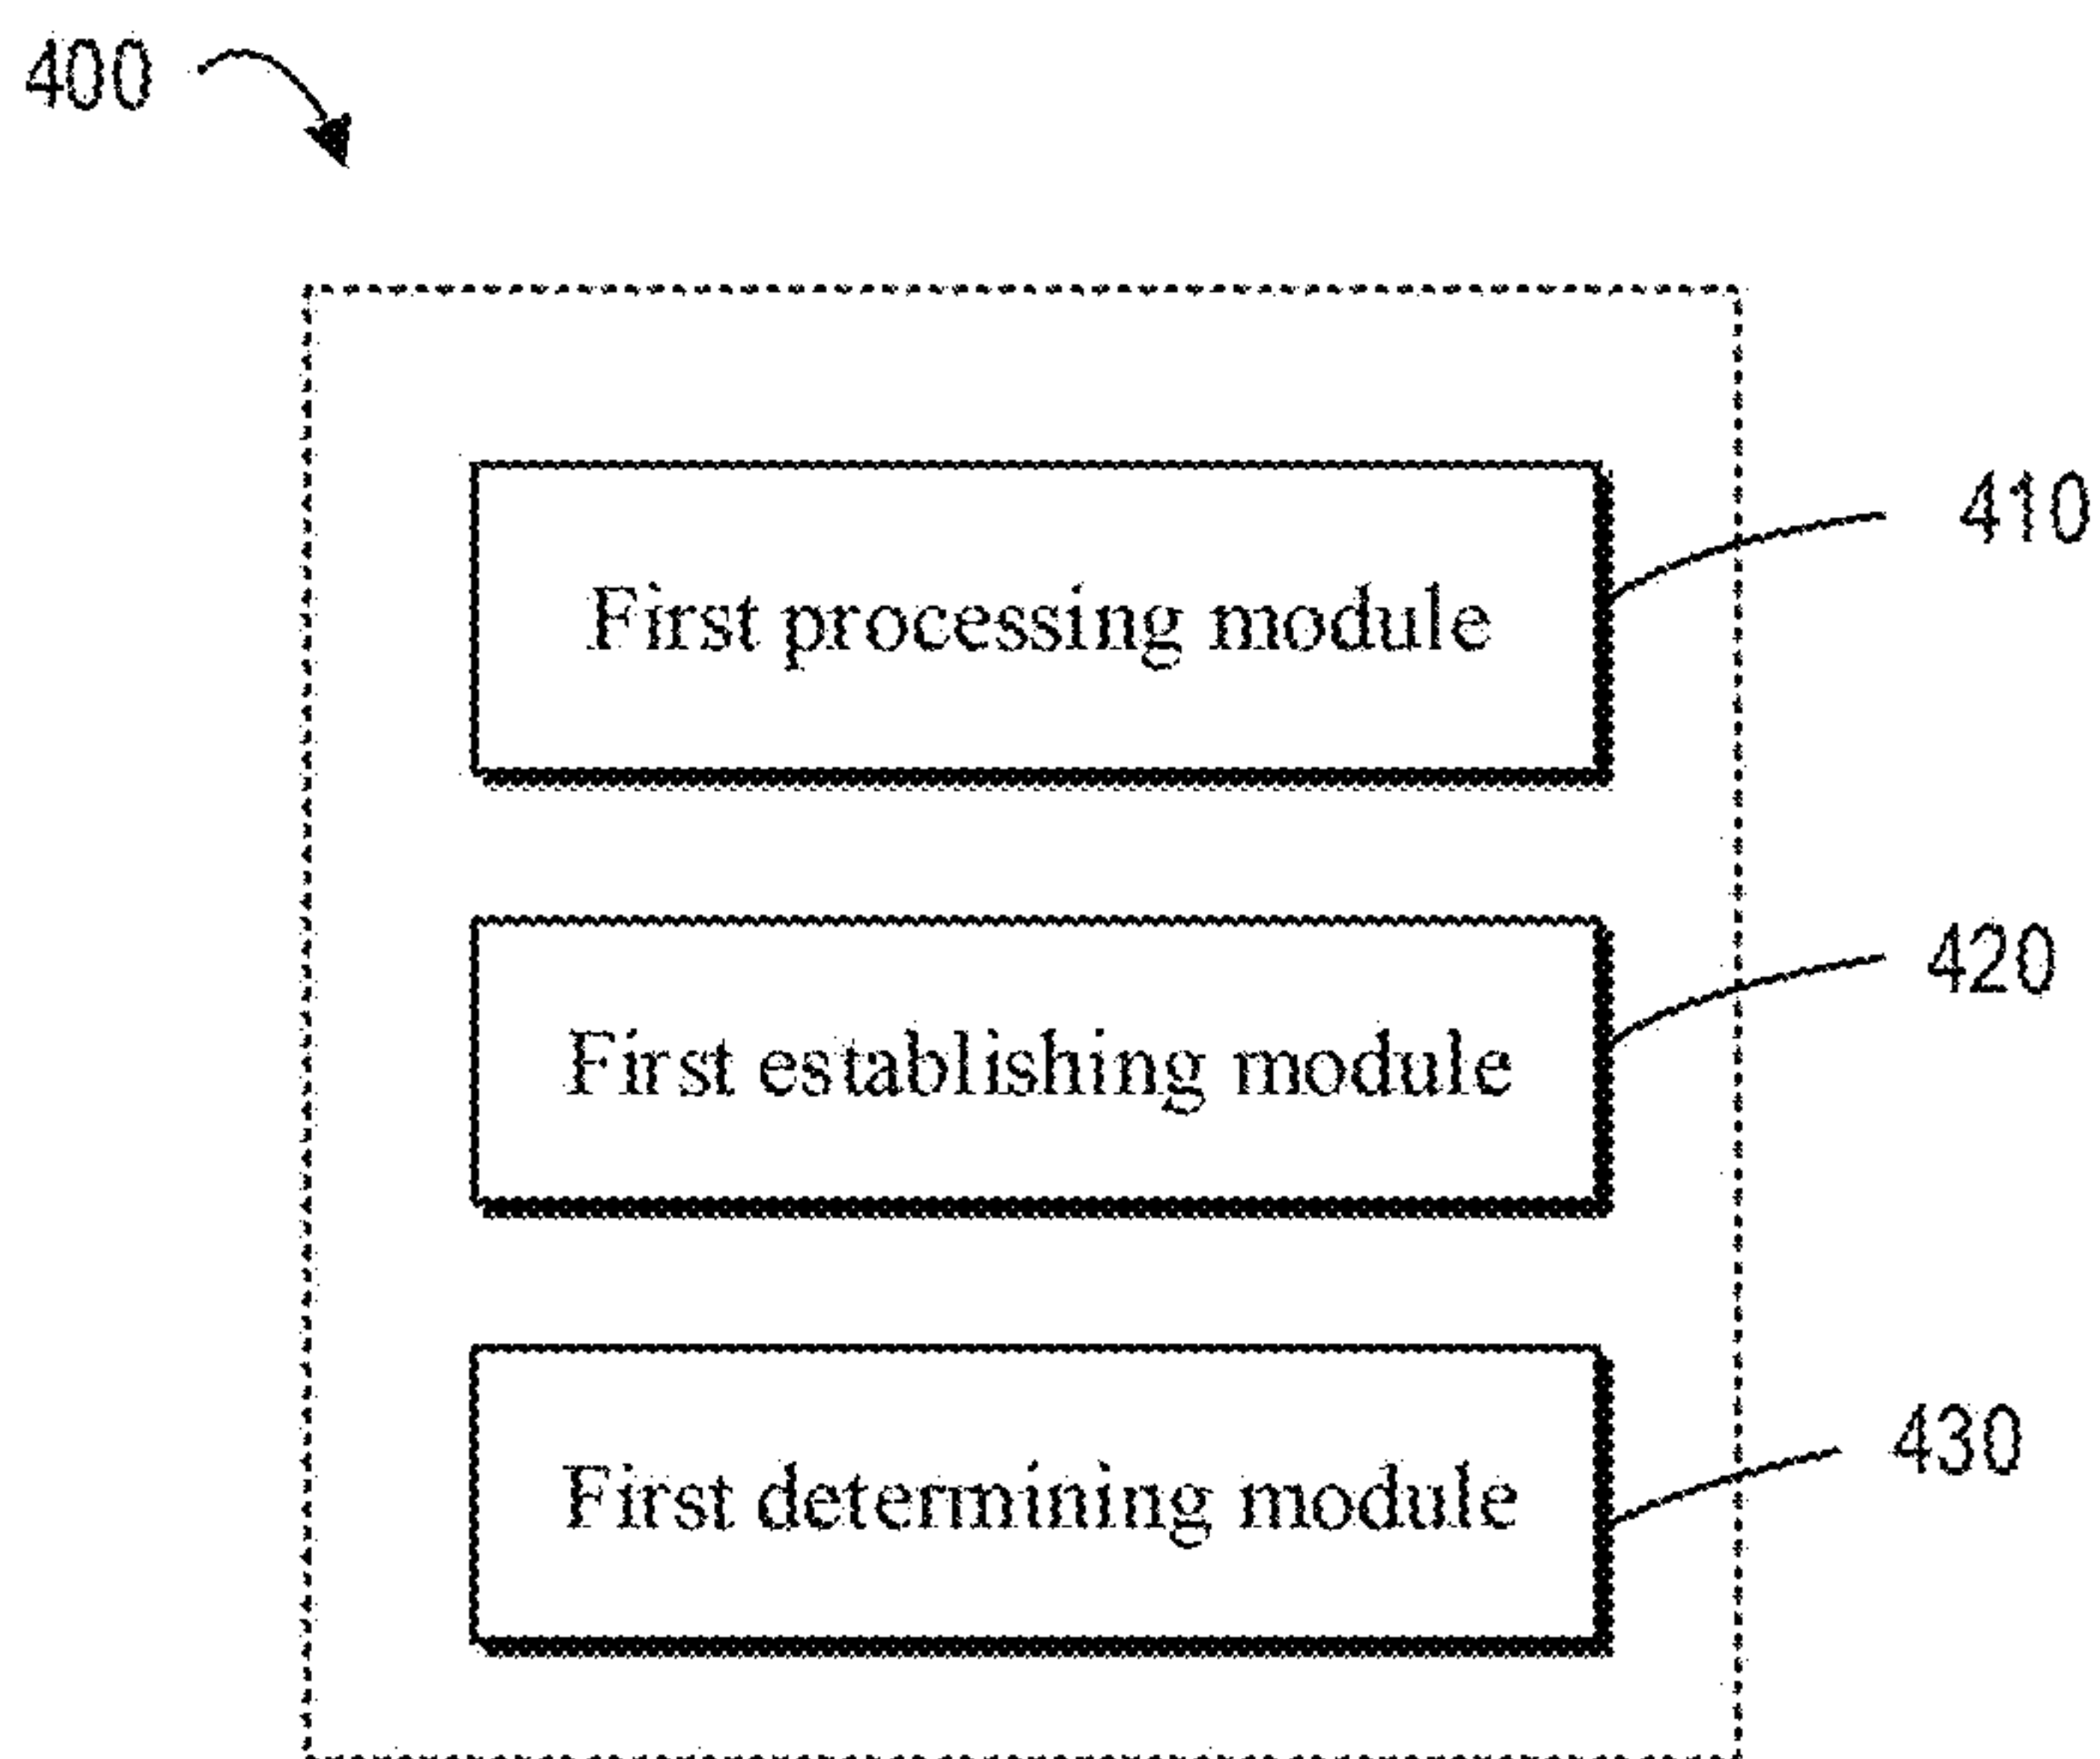 400
410
First processing module
420
First establishing module
430
First determining module